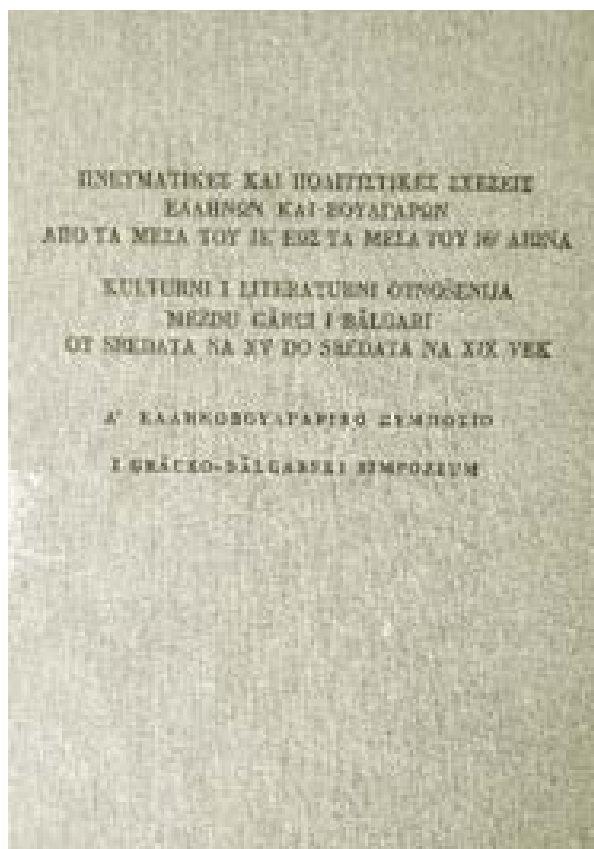 ΠΝΕΥΜΑΤΙΚΕΣ ΚΑΙ ΠΟΛΙΤΙΣΤΙΚΕΣ ΣΧΕΣΕΙΣ
ΕΛΛΗΝΩΝ ΚΑΙ ΒΟΥΛΓΑΡΩΝ
ΑΠΟ ΤΑ ΜΕΣΑ ΤΟΥ ΙΕ' ΕΩΣ ΤΑ ΜΕΣΑ ΤΟΥ ΙΘ' ΑΙΩΝΑ
KULTURNI I LITERATURNI OTNOŠENIJA
MEŽDU GĂRCI I BĂLGARI
OT SREDATA NA XV DO SREDATA NA XIX VEK
Α' ΕΛΛΗΝΟΒΟΥΛΓΑΡΙΚΟ ΣΥΜΠΟΣΙΟ
I GRĂCKO-BĂLGARSKI SIMPOZIUM